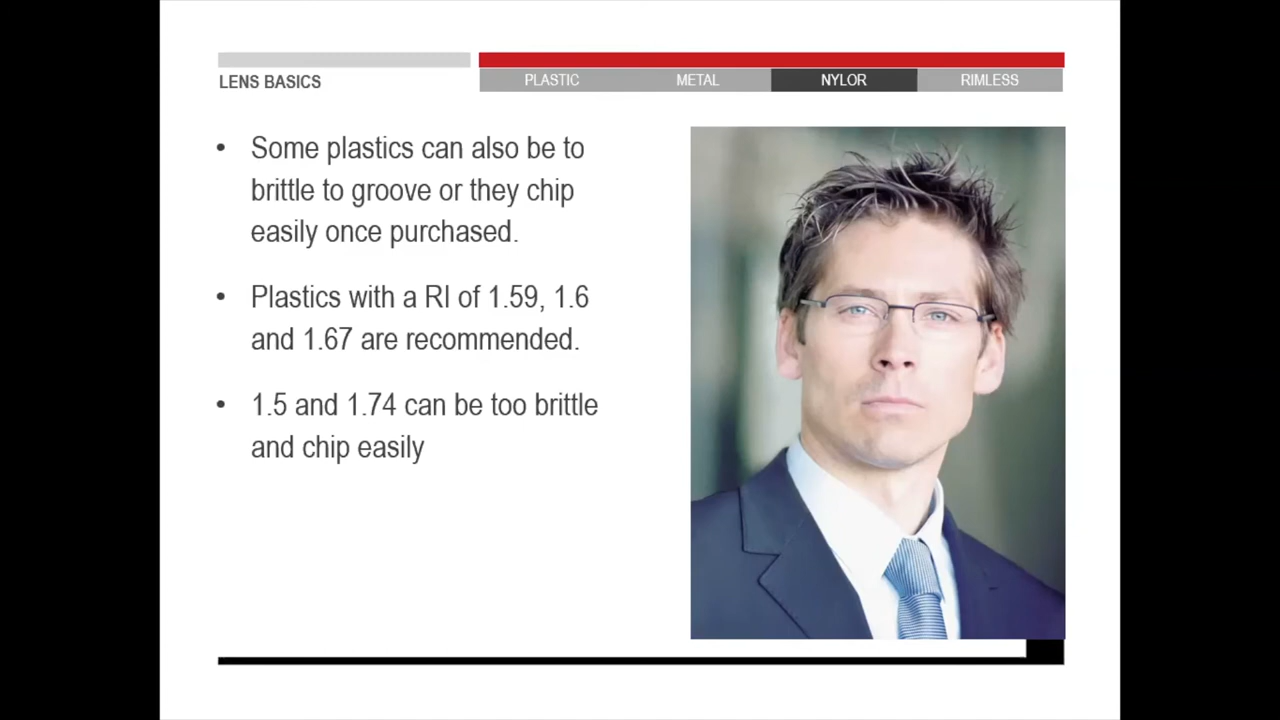 LENS BASICS
PLASTIC METAL NYLOR RIMLESS
• Some plastics can also be to
brittle to groove or they chip
easily once purchased.
• Plastics with a RI of 1.59, 1.6
and 1.67 are recommended.
• 1.5 and 1.74 can be too brittle
and chip easily